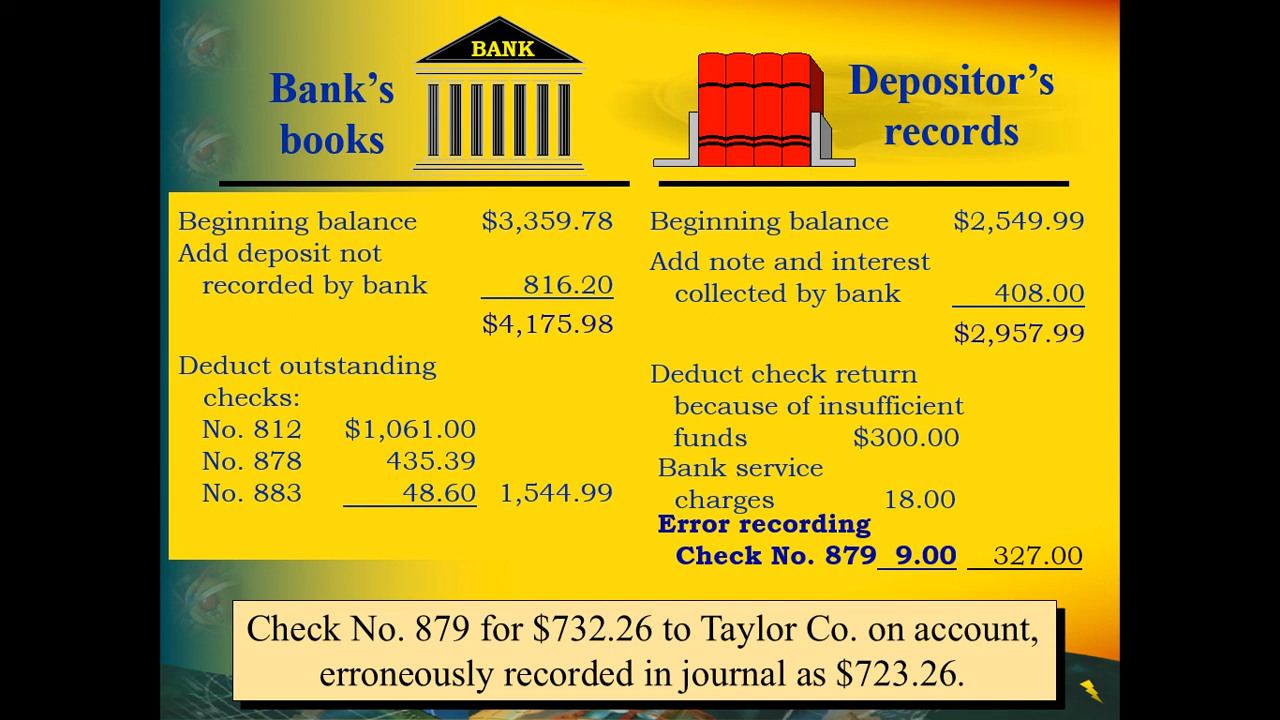 BANK
Bank's
books
Beginning balance $3,359.78
Add deposit not
recorded by bank 816.20
$4,175.98
Deduct outstanding
checks:
No. 812 $1,061.00
No. 878 435.39
No. 883 48.60 1,544.99
Depositor's
records
Beginning balance $2,549.99
Add note and interest
collected by bank 408.00
$2,957.99
Deduct check return
because of insufficient
funds $300.00
Bank service
charges 18.00
Error recording
Check No. 879 9.00 327.00
Check No. 879 for $732.26 to Taylor Co. on account,
erroneously recorded in journal as $723.26.